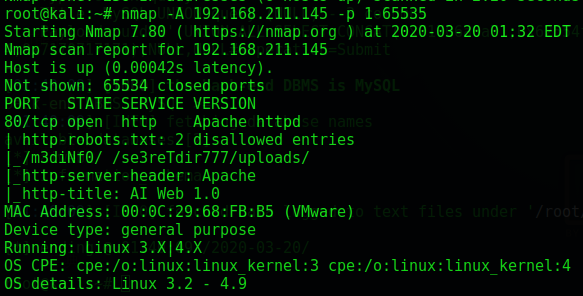 root@kali:~# nmap -A 192.168.211.145 -p 1-65535
Starting Nmap 7.80 ( https://nmap.org ) at 2020-03-20 01:32 EDT
Nmap scan report for 192.168.211.145
Host is up (0.00042s latency).
Not shown: 65534 closed ports
PORT   STATE SERVICE VERSION
80/tcp open  http    Apache httpd
| http-robots.txt: 2 disallowed entries
|_/m3diNf0/ /se3reTdir777/uploads/
|_http-server-header: Apache
|_http-title: AI Web 1.0
MAC Address: 00:0C:29:68:FB:B5 (VMware)
Device type: general purpose
Running: Linux 3.X|4.X
OS CPE: cpe:/o:linux:linux_kernel:3 cpe:/o:linux:linux_kernel:4
OS details: Linux 3.2 - 4.9